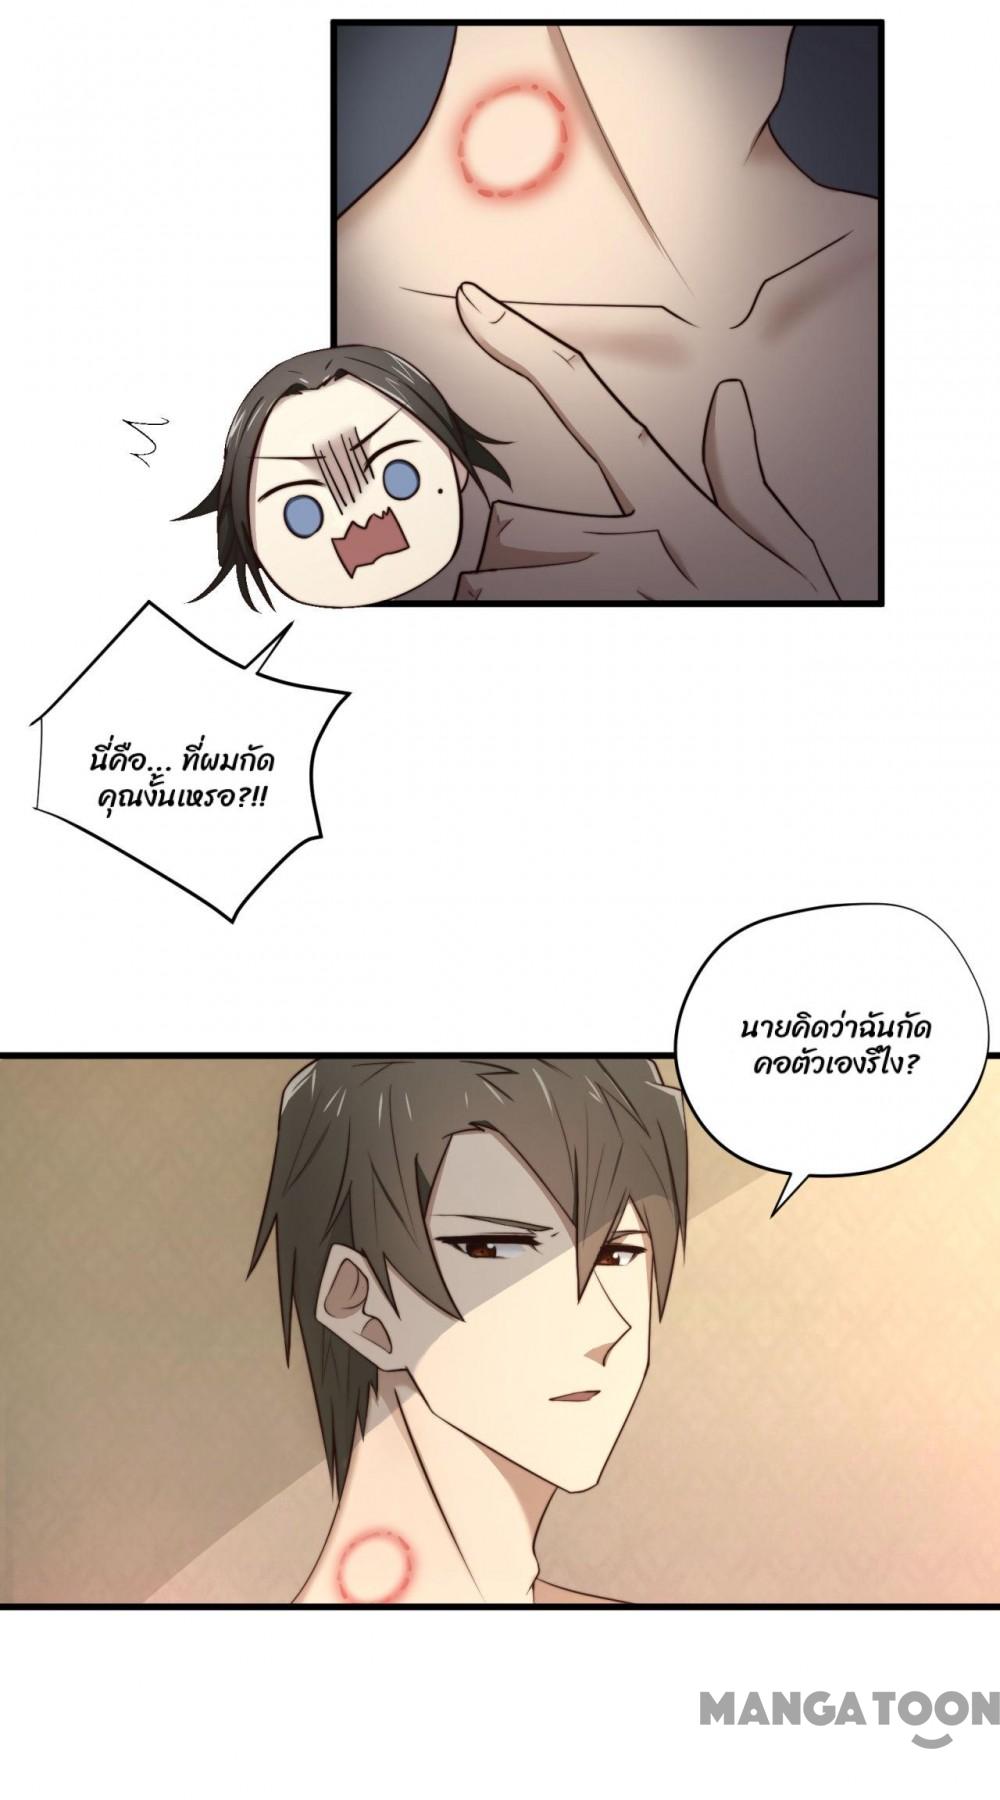 นี่คือ... ที่ผมกัด
คุณงั้นเหรอ?!!
นายคิดว่าฉันกัด
คอตัวเองรึไง?
MANGATOON